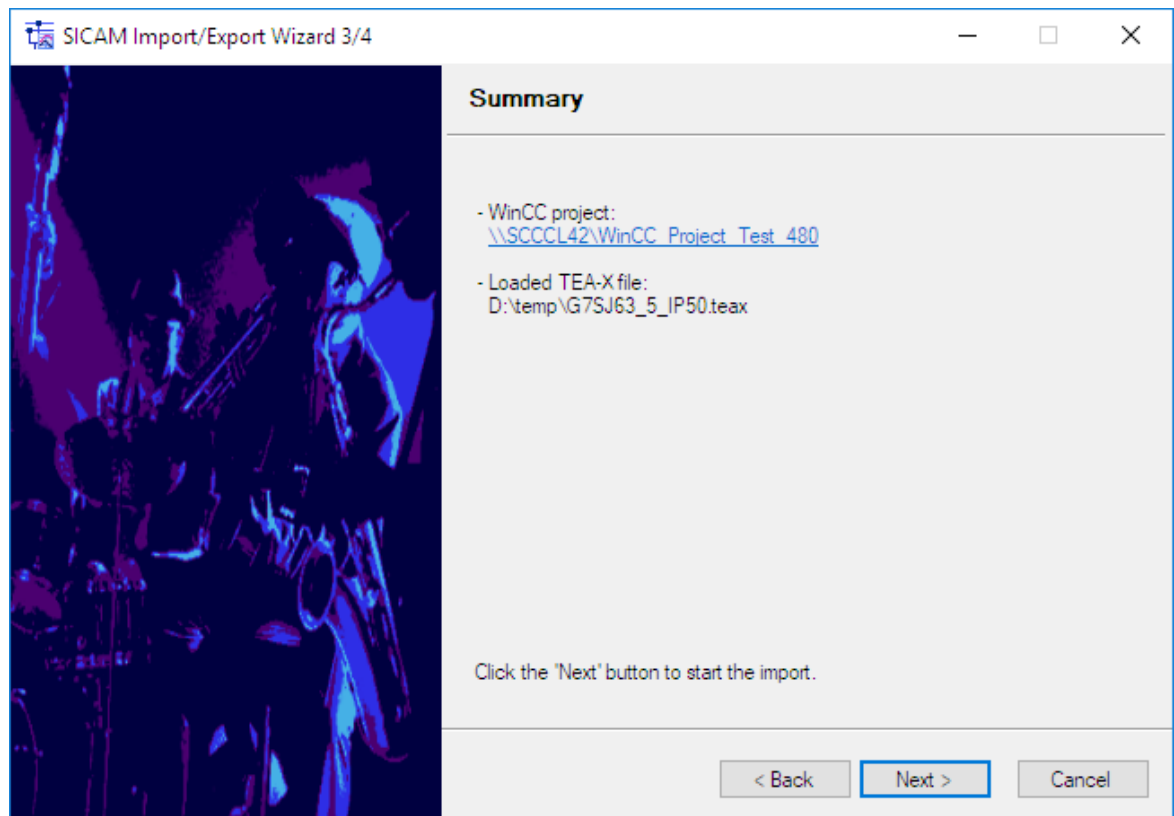 SICAM Import/Export Wizard 3/4
Summary
- WinCC project:
\\SCCCL42\WinCC_Project_Test_480
- Loaded TEA-X file:
D:\temp\G7SJ63_5_IP50.teax
Click the 'Next' button to start the import.
< Back
Next >
Cancel